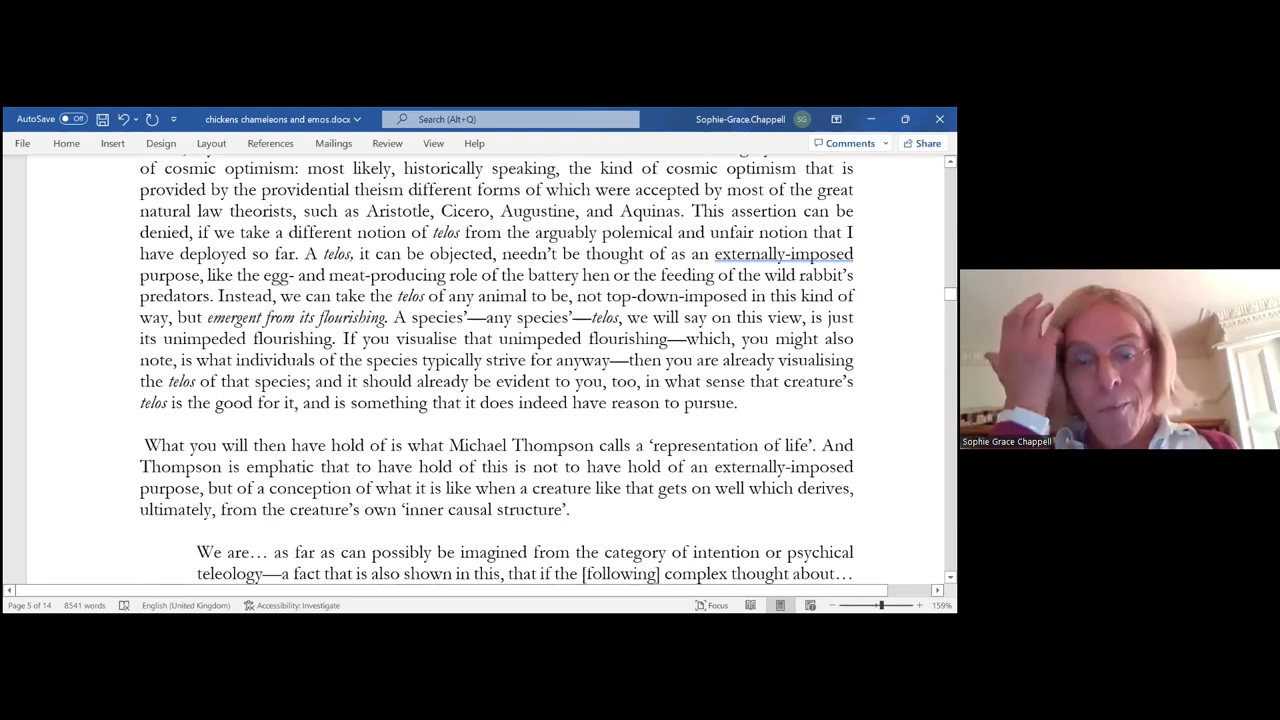 AutoSave Off chickens chameleons and emos.docx Search (Alt+Q) Sophie-Grace.Chappell SG
File Home Insert Draw Design Layout References Mailings Review View Help Comments Share
of cosmic optimism: most likely, historically speaking, the kind of cosmic optimism that is
provided by the providential theism different forms of which were accepted by most of the great
natural law theorists, such as Aristotle, Cicero, Augustine, and Aquinas. This assertion can be
denied, if we take a different notion of telos from the arguably polemical and unfair notion that I
have deployed so far. A telos, it can be objected, needn't be thought of as an externally-imposed
purpose, like the egg- and meat-producing role of the battery hen or the feeding of the wild rabbit's
predators. Instead, we can take the telos of any animal to be, not top-down-imposed in this kind of
way, but emergent from its flourishing. A species'—any species'—telos, we will say on this view, is just
its unimpeded flourishing. If you visualise that unimpeded flourishing—which, you might also
note, is what individuals of the species typically strive for anyway—then you are already visualising
the telos of that species; and it should already be evident to you, too, in what sense that creature's
telos is the good for it, and is something that it does indeed have reason to pursue.
What you will then have hold of is what Michael Thompson calls a 'representation of life'. And
Thompson is emphatic that to have hold of this is not to have hold of an externally-imposed
purpose, but of a conception of what it is like when a creature like that gets on well which derives,
ultimately, from the creature's own 'inner causal structure'.
We are… as far as can possibly be imagined from the category of intention or psychical
teleology—a fact that is also shown in this, that if the [following] complex thought about…
Page 5 of 14 8541 words English (United Kingdom) Accessibility: Investigate Focus 159%
Sophie Grace Chappell